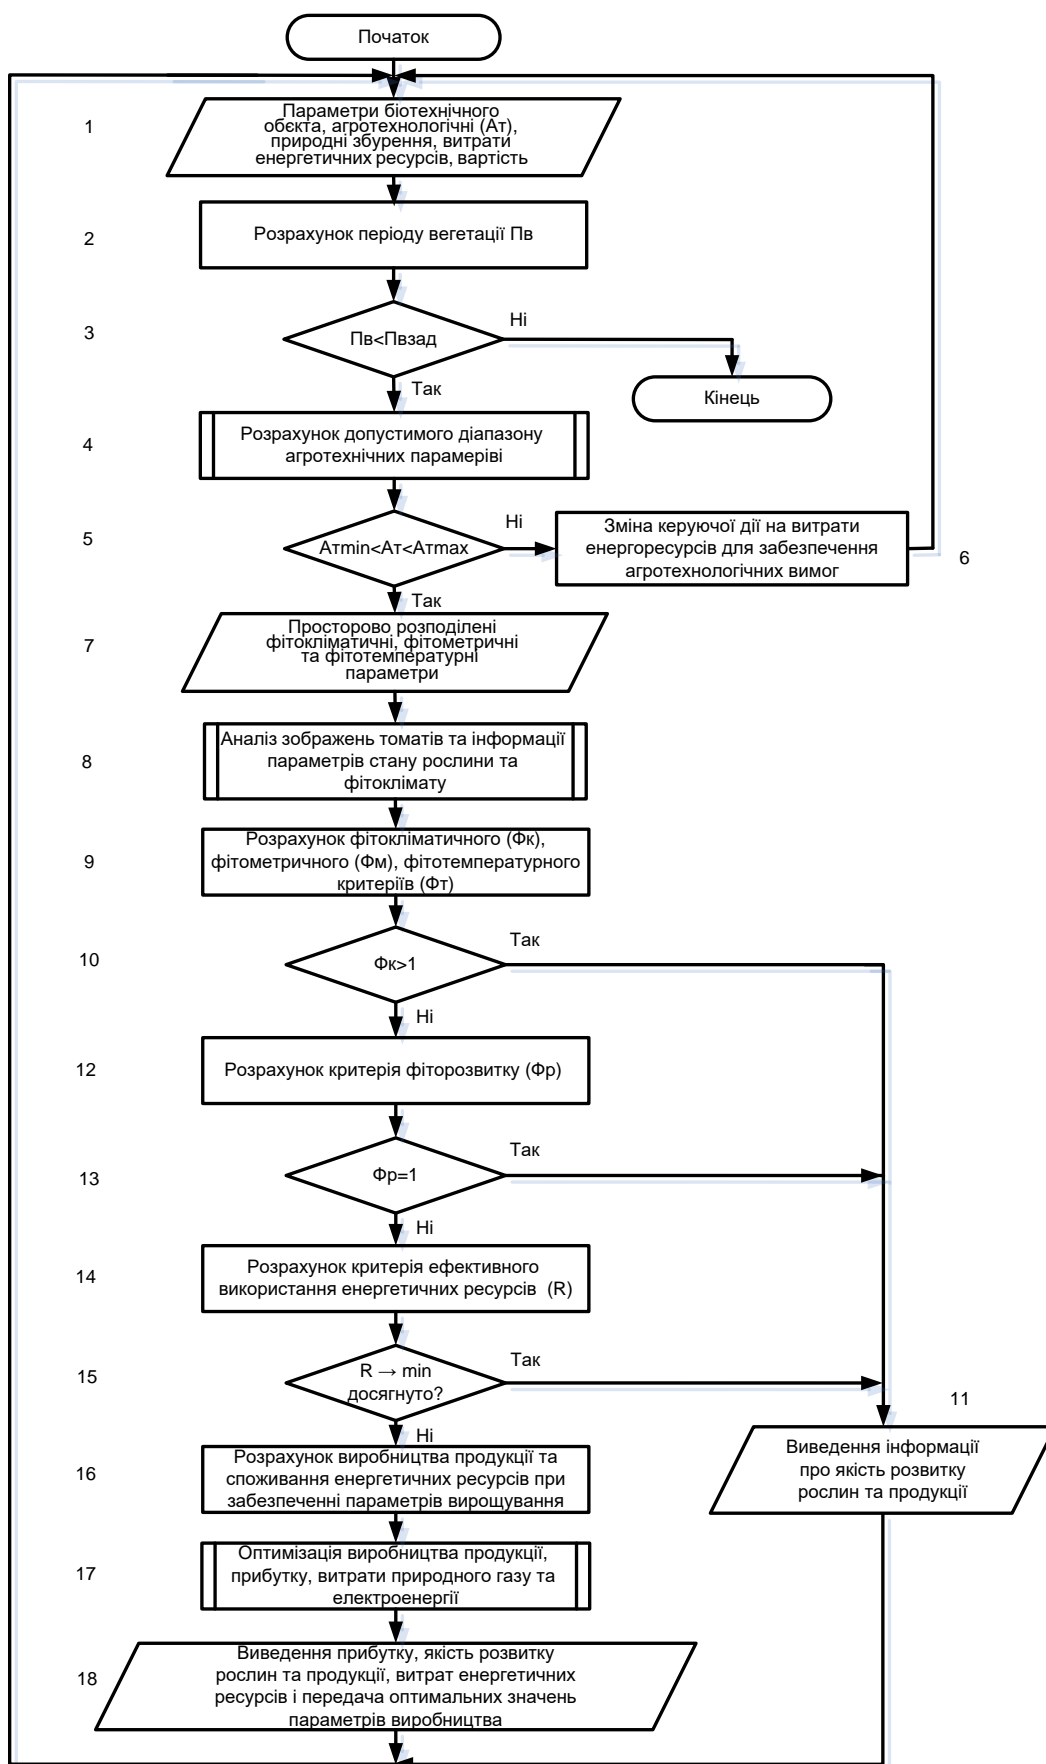 Початок
1
Параметри біотехнічного
обєкта, агротехнологічні (Ат),
природні збурення, витрати
енергетичних ресурсів, вартість
2
Розрахунок періоду вегетації Пв
3
Пв<Пвзад
Ні
Так
Кінець
4
Розрахунок допустимого діапазону
агротехнічних парамеріві
5
Атmin<Ат<Атmax
Ні
Зміна керуючої дії на витрати
енергоресурсів для забезпечення
агротехнологічних вимог
6
Так
7
Просторово розподілені
фітокліматичні, фітометричні
та фітотемпературні
параметри
8
Аналіз зображень томатів та інформації
параметрів стану рослини та
фітоклімату
9
Розрахунок фітокліматичного (Фк),
фітометричного (Фм), фітотемпературного
критеріїв (Фт)
10
Фк>1
Так
Ні
12
Розрахунок критерія фіторозвитку (Фр)
13
Фр=1
Так
Ні
14
Розрахунок критерія ефективного
використання енергетичних ресурсів (R)
15
R → min
досягнуто?
Так
Ні
11
Виведення інформації
про якість розвитку
рослин та продукції
16
Розрахунок виробництва продукції та
споживання енергетичних ресурсів при
забезпеченні параметрів вирощування
17
Оптимізація виробництва продукції,
прибутку, витрати природного газу та
електроенергії
18
Виведення прибутку, якість розвитку
рослин та продукції, витрат енергетичних
ресурсів і передача оптимальних значень
параметрів виробництва